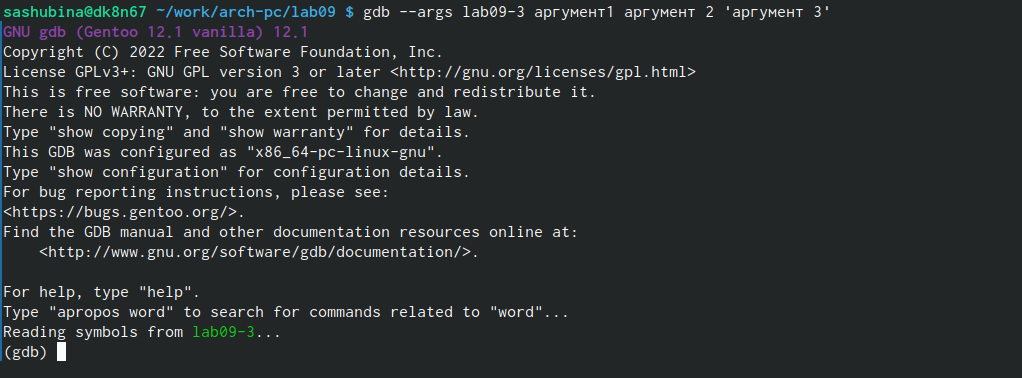 sashubina@dk8n67 ~/work/arch-pc/lab09 $ gdb --args lab09-3 аргумент1 аргумент 2 'аргумент 3'
GNU gdb (Gentoo 12.1 vanilla) 12.1
Copyright (C) 2022 Free Software Foundation, Inc.
License GPLv3+: GNU GPL version 3 or later <http://gnu.org/licenses/gpl.html>
This is free software: you are free to change and redistribute it.
There is NO WARRANTY, to the extent permitted by law.
Type "show copying" and "show warranty" for details.
This GDB was configured as "x86_64-pc-linux-gnu".
Type "show configuration" for configuration details.
For bug reporting instructions, please see:
<https://bugs.gentoo.org/>.
Find the GDB manual and other documentation resources online at:
    <http://www.gnu.org/software/gdb/documentation/>.

For help, type "help".
Type "apropos word" to search for commands related to "word"...
Reading symbols from lab09-3...
(gdb)